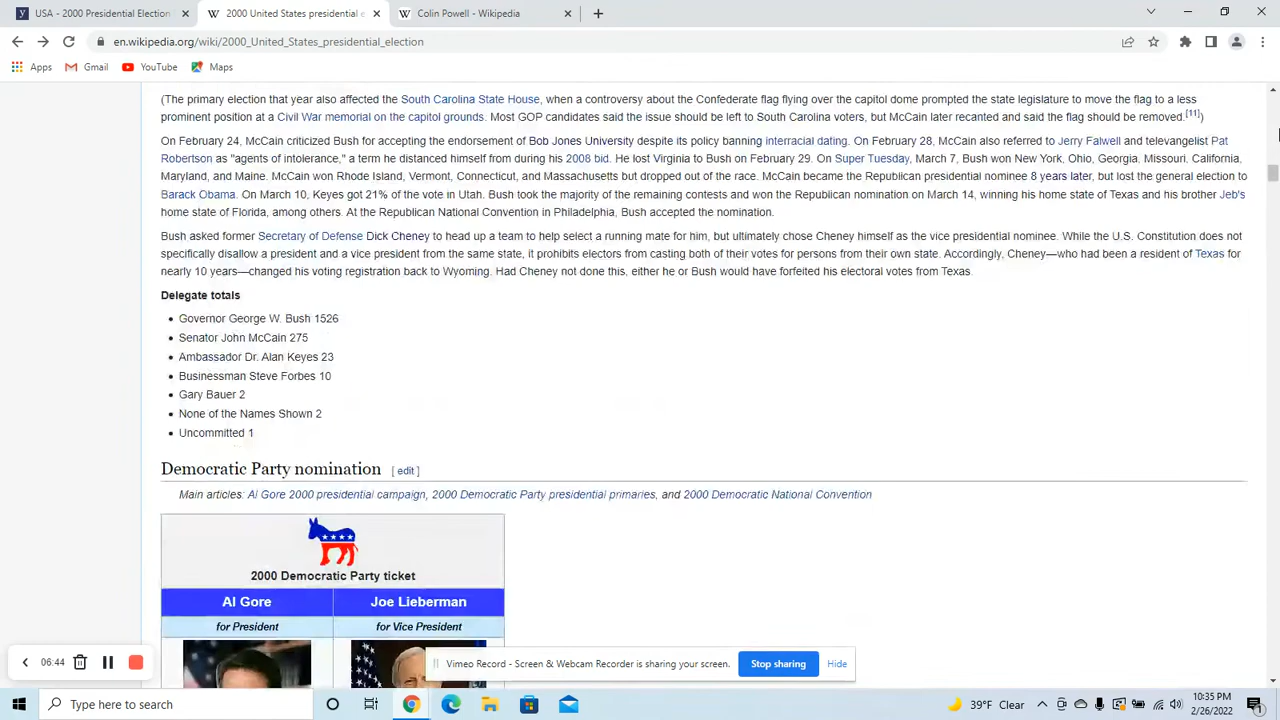 USA - 2000 Presidential Election
2000 United States presidential e
Colin Powell - Wikipedia
en.wikipedia.org/wiki/2000_United_States_presidential_election
Apps Gmail YouTube Maps
(The primary election that year also affected the South Carolina State House, when a controversy about the Confederate flag flying over the capitol dome prompted the state legislature to move the flag to a less
prominent position at a Civil War memorial on the capitol grounds. Most GOP candidates said the issue should be left to South Carolina voters, but McCain later recanted and said the flag should be removed.[11])
On February 24, McCain criticized Bush for accepting the endorsement of Bob Jones University despite its policy banning interracial dating. On February 28, McCain also referred to Jerry Falwell and televangelist Pat
Robertson as "agents of intolerance," a term he distanced himself from during his 2008 bid. He lost Virginia to Bush on February 29. On Super Tuesday, March 7, Bush won New York, Ohio, Georgia, Missouri, California,
Maryland, and Maine. McCain won Rhode Island, Vermont, Connecticut, and Massachusetts but dropped out of the race. McCain became the Republican presidential nominee 8 years later, but lost the general election to
Barack Obama. On March 10, Keyes got 21% of the vote in Utah. Bush took the majority of the remaining contests and won the Republican nomination on March 14, winning his home state of Texas and his brother Jeb's
home state of Florida, among others. At the Republican National Convention in Philadelphia, Bush accepted the nomination.
Bush asked former Secretary of Defense Dick Cheney to head up a team to help select a running mate for him, but ultimately chose Cheney himself as the vice presidential nominee. While the U.S. Constitution does not
specifically disallow a president and a vice president from the same state, it prohibits electors from casting both of their votes for persons from their own state. Accordingly, Cheney—who had been a resident of Texas for
nearly 10 years—changed his voting registration back to Wyoming. Had Cheney not done this, either he or Bush would have forfeited his electoral votes from Texas.
Delegate totals
• Governor George W. Bush 1526
• Senator John McCain 275
• Ambassador Dr. Alan Keyes 23
• Businessman Steve Forbes 10
• Gary Bauer 2
• None of the Names Shown 2
• Uncommitted 1
Democratic Party nomination [ edit ]
Main articles: Al Gore 2000 presidential campaign, 2000 Democratic Party presidential primaries, and 2000 Democratic National Convention
2000 Democratic Party ticket
Al Gore Joe Lieberman
for President for Vice President
06:44
Vimeo Record - Screen & Webcam Recorder is sharing your screen. Stop sharing Hide
Type here to search
39°F Clear
10:35 PM
2/26/2022
1